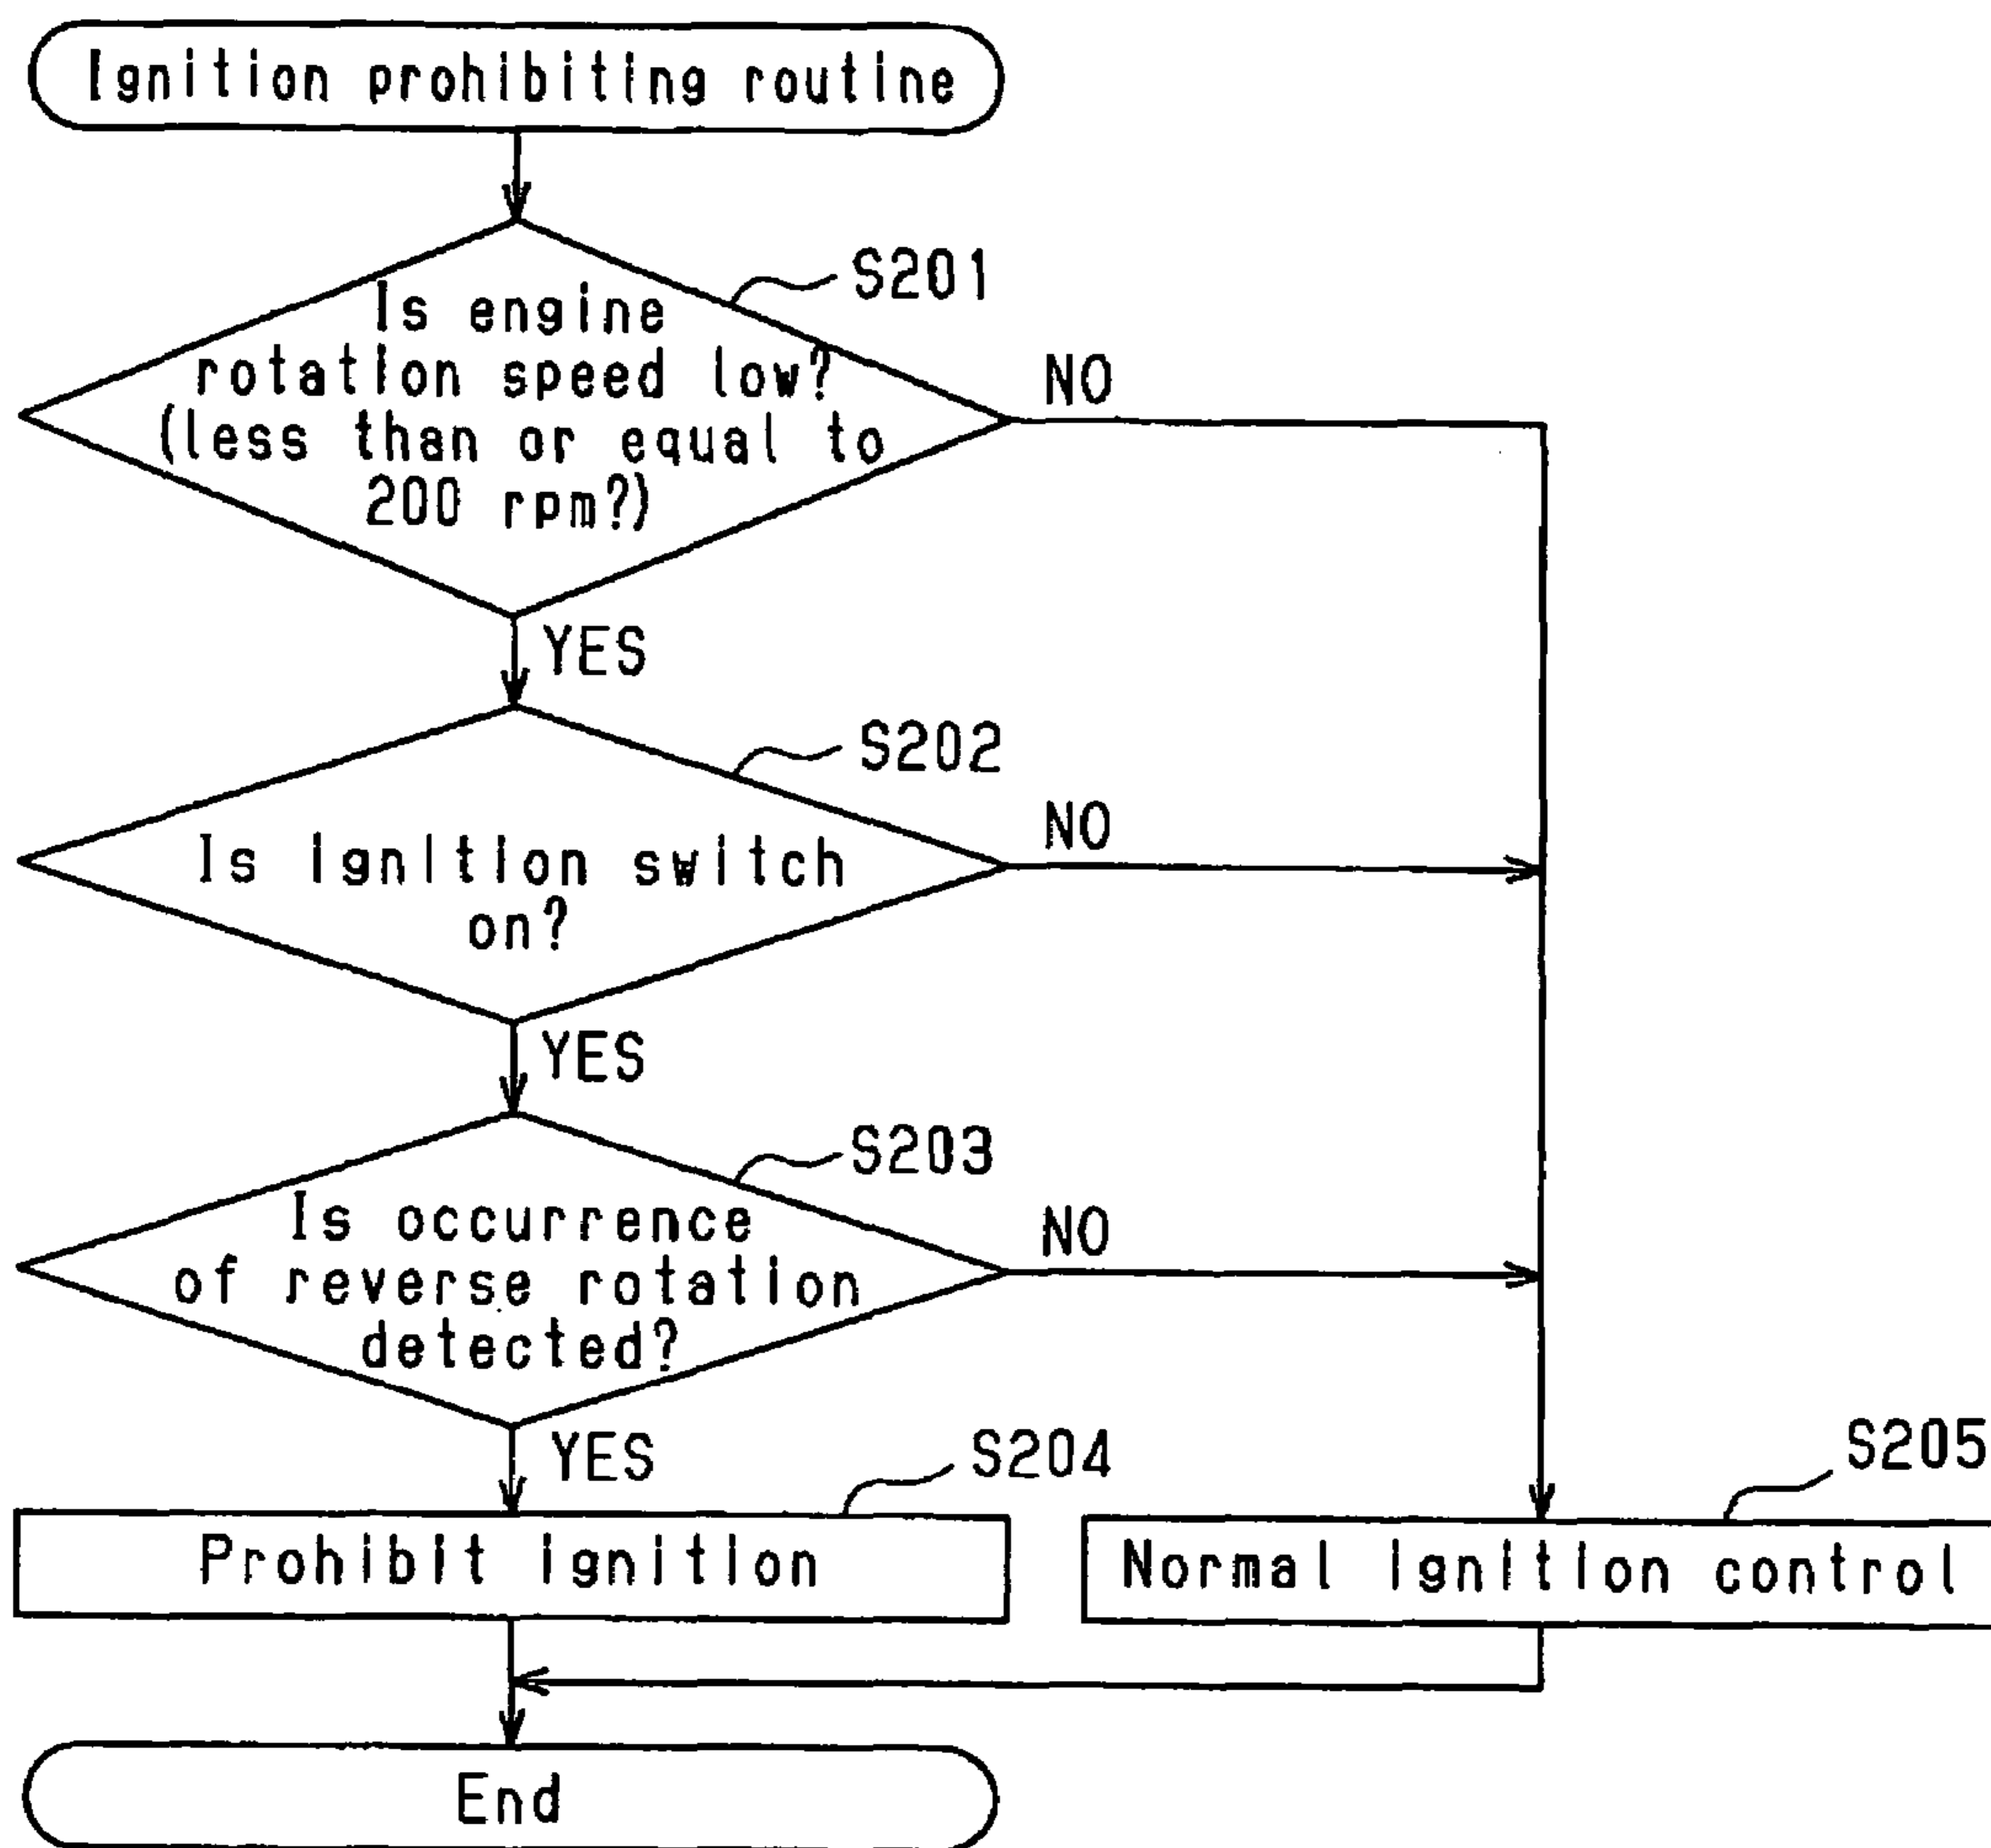 Ignition prohibiting routine
S201
Is engine
rotation speed low?
(less than or equal to
200 rpm?)
NO
YES
S202
Is ignition switch
on?
NO
YES
S203
Is occurrence
of reverse rotation
detected?
NO
YES
S204
Prohibit ignition
S205
Normal ignition control
End